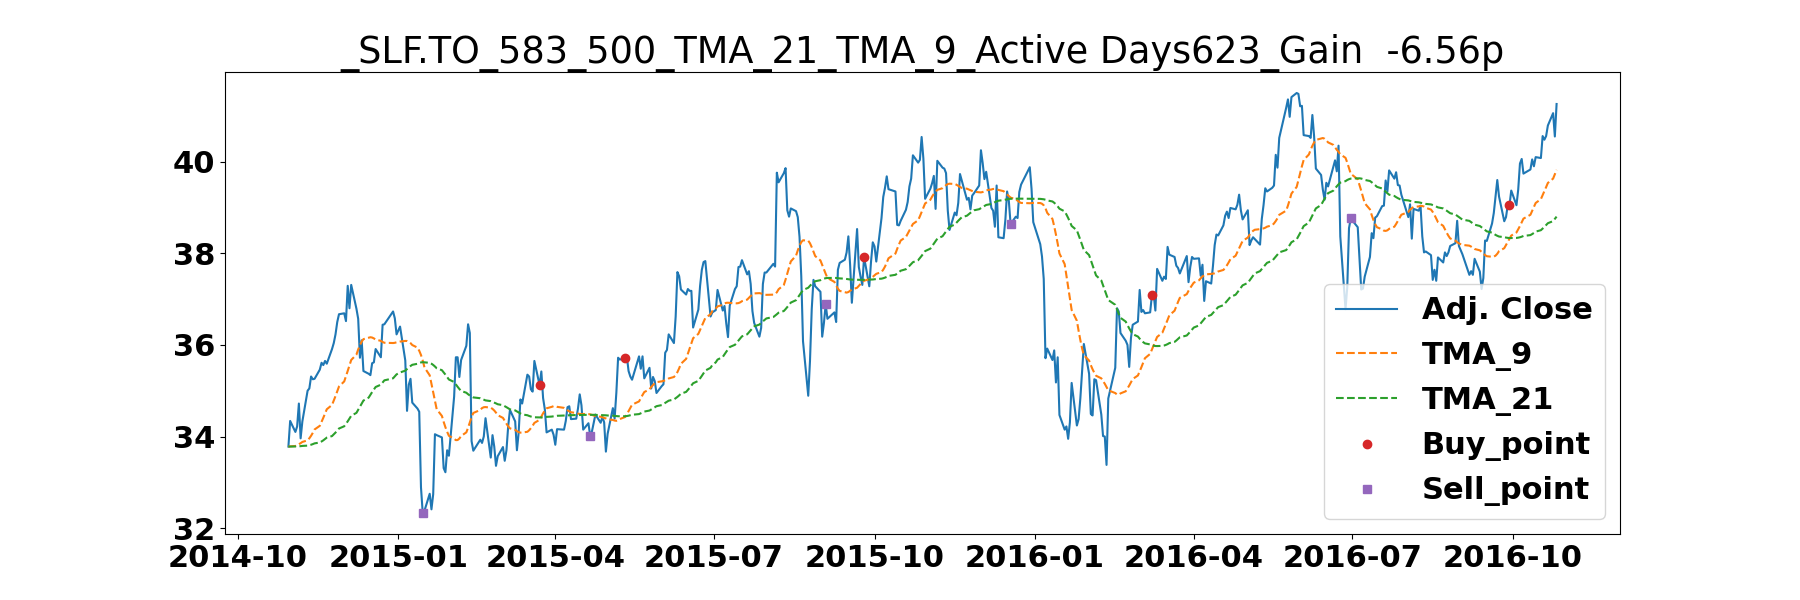 _SLF.TO_583_500_TMA_21_TMA_9_Active Days623_Gain  -6.56p
40
38
36
34
32
2014-10 2015-01 2015-04 2015-07 2015-10 2016-01 2016-04 2016-07 2016-10
Adj. Close
TMA_9
TMA_21
Buy_point
Sell_point